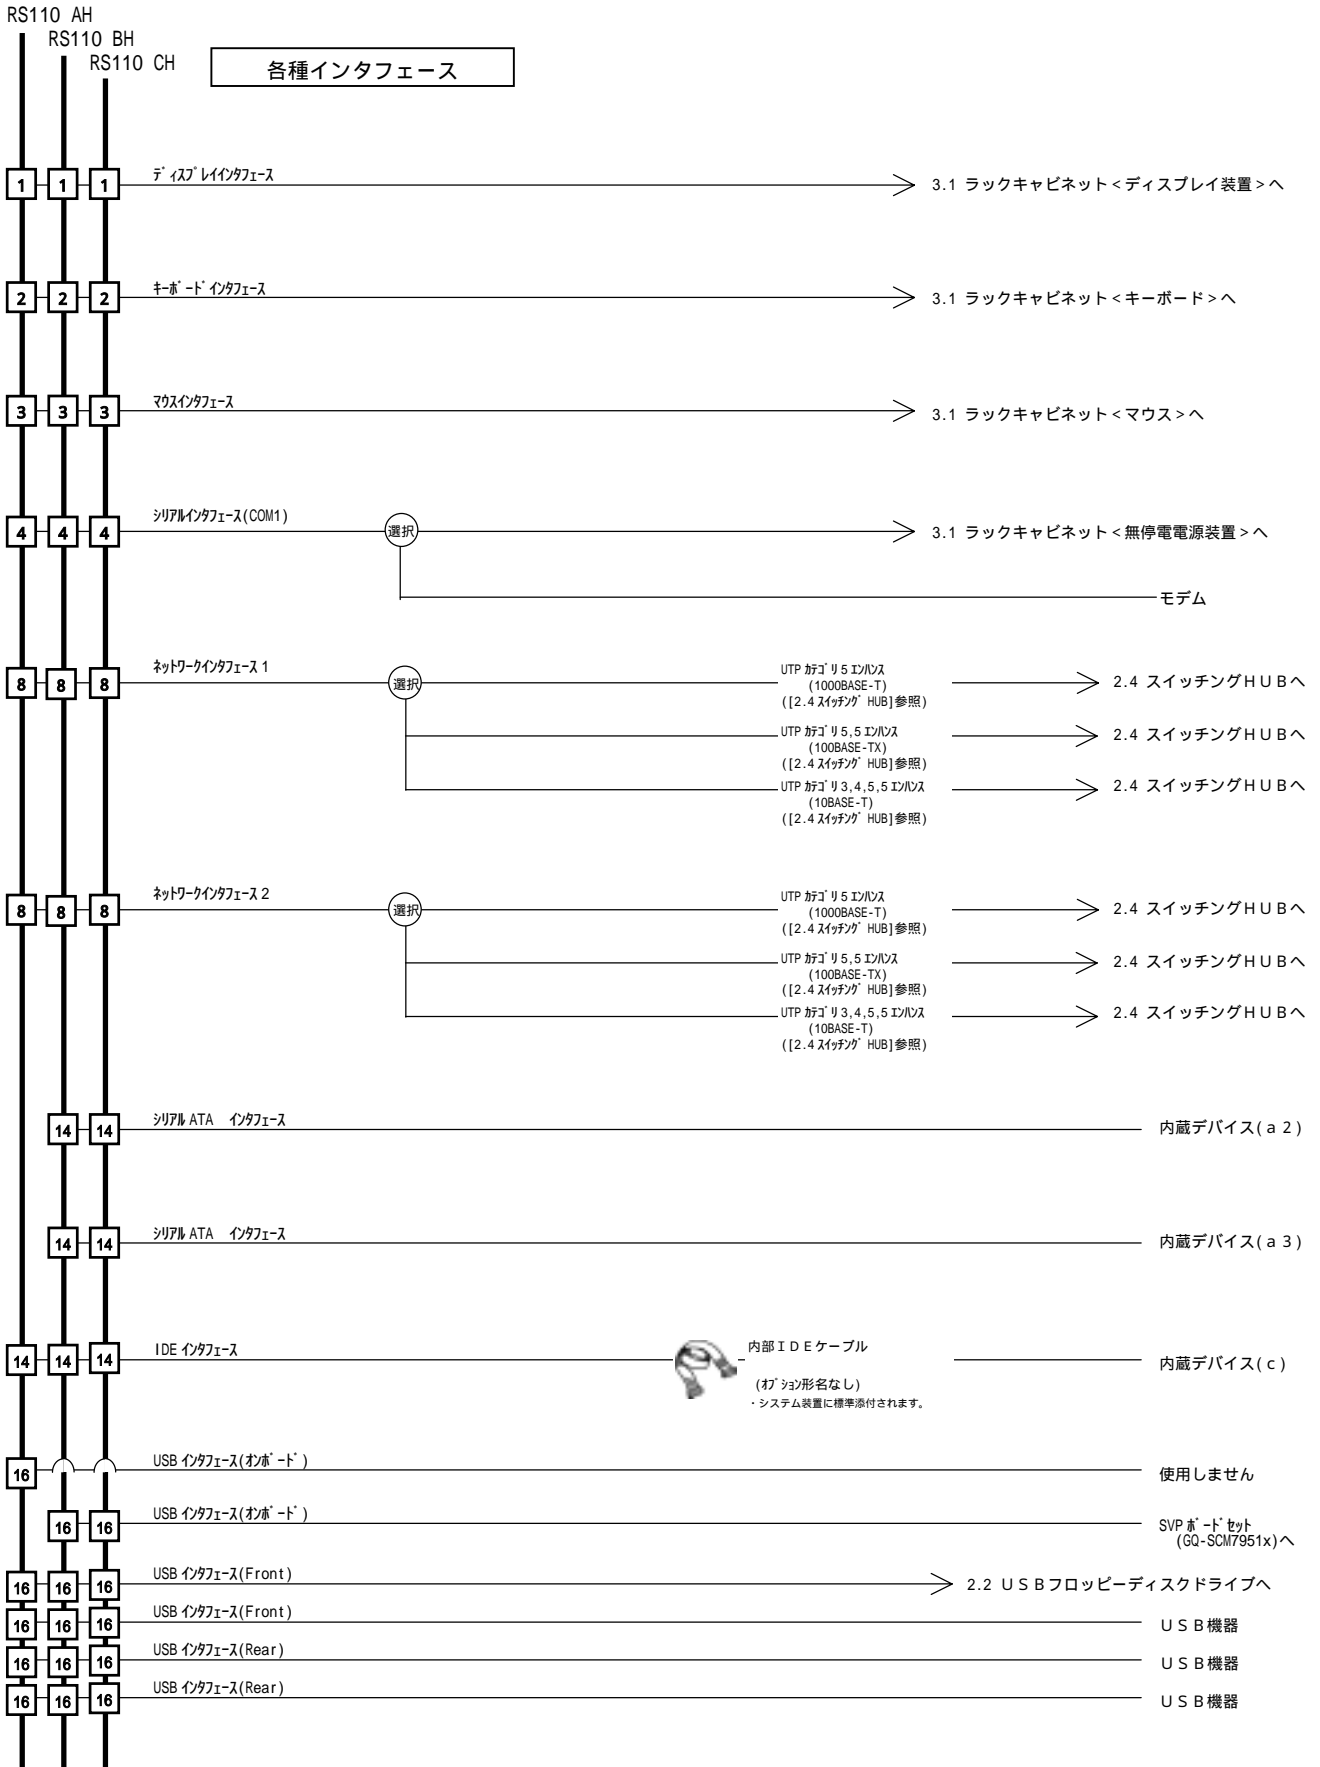 RS110 AH
RS110 BH
RS110 CH
各種インタフェース
1 1 1 ﾃﾞｨｽﾌﾟﾚｲｲﾝﾀﾌｪｰｽ 3.1 ラックキャビネット<ディスプレイ装置>へ
2 2 2 ｷｰﾎﾞｰﾄﾞｲﾝﾀﾌｪｰｽ 3.1 ラックキャビネット<キーボード>へ
3 3 3 ﾏｳｽｲﾝﾀﾌｪｰｽ 3.1 ラックキャビネット<マウス>へ
4 4 4 ｼﾘｱﾙｲﾝﾀﾌｪｰｽ(COM1) 選択 3.1 ラックキャビネット<無停電電源装置>へ
モデム
8 8 8 ﾈｯﾄﾜｰｸｲﾝﾀﾌｪｰｽ 1 選択 UTP ｶﾃｺﾞﾘ 5 ｴﾝﾊﾝｽ 2.4 スイッチングＨＵＢへ
(1000BASE-T)
([2.4 ｽｲｯﾁﾝｸﾞ HUB]参照)
UTP ｶﾃｺﾞﾘ 5,5 ｴﾝﾊﾝｽ 2.4 スイッチングＨＵＢへ
(100BASE-TX)
([2.4 ｽｲｯﾁﾝｸﾞ HUB]参照)
UTP ｶﾃｺﾞﾘ 3,4,5,5 ｴﾝﾊﾝｽ 2.4 スイッチングＨＵＢへ
(10BASE-T)
([2.4 ｽｲｯﾁﾝｸﾞ HUB]参照)
8 8 8 ﾈｯﾄﾜｰｸｲﾝﾀﾌｪｰｽ 2 選択 UTP ｶﾃｺﾞﾘ 5 ｴﾝﾊﾝｽ 2.4 スイッチングＨＵＢへ
(1000BASE-T)
([2.4 ｽｲｯﾁﾝｸﾞ HUB]参照)
UTP ｶﾃｺﾞﾘ 5,5 ｴﾝﾊﾝｽ 2.4 スイッチングＨＵＢへ
(100BASE-TX)
([2.4 ｽｲｯﾁﾝｸﾞ HUB]参照)
UTP ｶﾃｺﾞﾘ 3,4,5,5 ｴﾝﾊﾝｽ 2.4 スイッチングＨＵＢへ
(10BASE-T)
([2.4 ｽｲｯﾁﾝｸﾞ HUB]参照)
14 14 ｼﾘｱﾙ ATA　ｲﾝﾀﾌｪｰｽ 内蔵デバイス(ａ２)
14 14 ｼﾘｱﾙ ATA　ｲﾝﾀﾌｪｰｽ 内蔵デバイス(ａ３)
14 14 14 IDE ｲﾝﾀﾌｪｰｽ 内部ＩＤＥケーブル 内蔵デバイス(ｃ)
(ｵﾌﾟｼｮﾝ形名なし)
・システム装置に標準添付されます。
16 USB ｲﾝﾀﾌｪｰｽ(ｵﾝﾎﾞｰﾄﾞ) 使用しません
16 16 USB ｲﾝﾀﾌｪｰｽ(ｵﾝﾎﾞｰﾄﾞ) SVP ﾎﾞｰﾄﾞｾｯﾄ
(GQ-SCM7951x)へ
16 16 16 USB ｲﾝﾀﾌｪｰｽ(Front) 2.2 ＵＳＢフロッピーディスクドライブへ
16 16 16 USB ｲﾝﾀﾌｪｰｽ(Front) ＵＳＢ機器
16 16 16 USB ｲﾝﾀﾌｪｰｽ(Rear) ＵＳＢ機器
16 16 16 USB ｲﾝﾀﾌｪｰｽ(Rear) ＵＳＢ機器